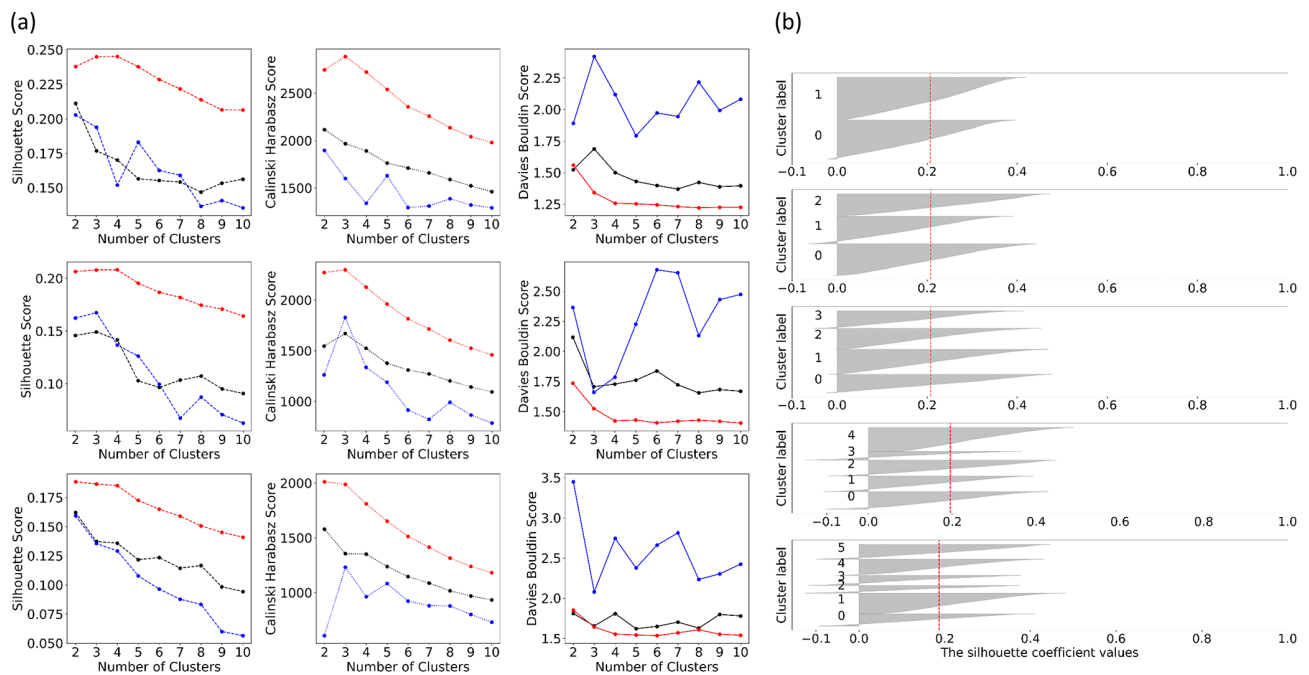 (a)
(b)
0.250
0.225
0.200
0.175
0.150
Silhouette Score
2 3 4 5 6 7 8 9 10
Number of Clusters
2500
2000
1500
Calinski Harabasz Score
2 3 4 5 6 7 8 9 10
Number of Clusters
2.25
2.00
1.75
1.50
1.25
Davies Bouldin Score
2 3 4 5 6 7 8 9 10
Number of Clusters
0.20
0.15
0.10
Silhouette Score
2 3 4 5 6 7 8 9 10
Number of Clusters
2000
1500
1000
Calinski Harabasz Score
2 3 4 5 6 7 8 9 10
Number of Clusters
2.50
2.25
2.00
1.75
1.50
Davies Bouldin Score
2 3 4 5 6 7 8 9 10
Number of Clusters
0.175
0.150
0.125
0.100
0.075
0.050
Silhouette Score
2 3 4 5 6 7 8 9 10
Number of Clusters
2000
1500
1000
Calinski Harabasz Score
2 3 4 5 6 7 8 9 10
Number of Clusters
3.5
3.0
2.5
2.0
1.5
Davies Bouldin Score
2 3 4 5 6 7 8 9 10
Number of Clusters
Cluster label
1
0
−0.1 0.0 0.2 0.4 0.6 0.8 1.0
Cluster label
2
1
0
−0.1 0.0 0.2 0.4 0.6 0.8 1.0
Cluster label
3
2
1
0
−0.1 0.0 0.2 0.4 0.6 0.8 1.0
Cluster label
4
3
2
1
0
−0.1 0.0 0.2 0.4 0.6 0.8 1.0
Cluster label
5
4
3
2
1
0
−0.1 0.0 0.2 0.4 0.6 0.8 1.0
The silhouette coefficient values